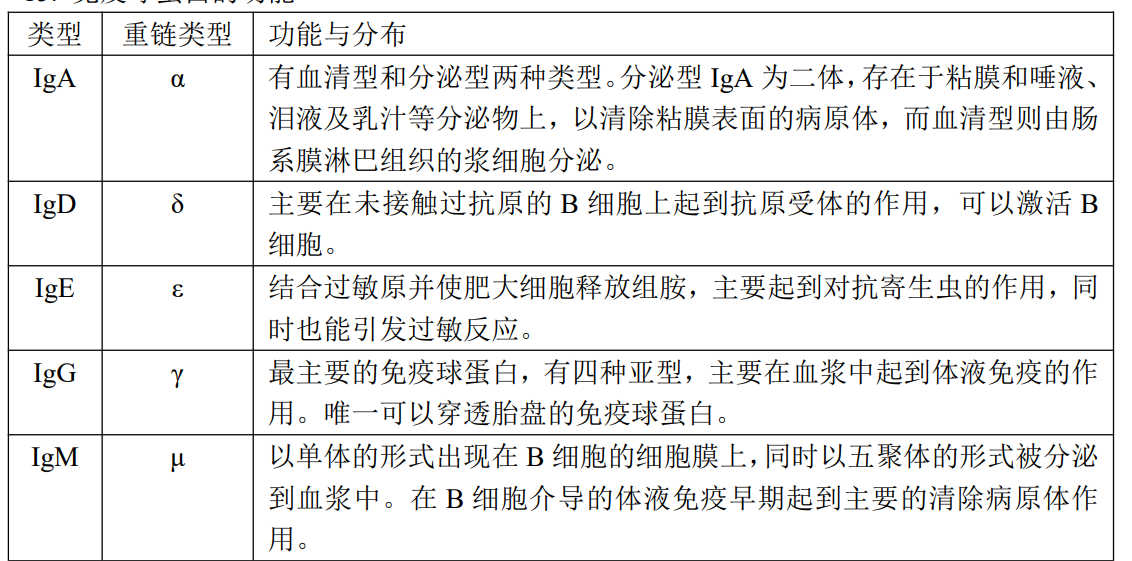 类型 重链类型 功能与分布
IgA α 有血清型和分泌型两种类型。分泌型 IgA 为二体，存在于粘膜和唾液、
泪液及乳汁等分泌物上，以清除粘膜表面的病原体，而血清型则由肠
系膜淋巴组织的浆细胞分泌。
IgD δ 主要在未接触过抗原的 B 细胞上起到抗原受体的作用，可以激活 B
细胞。
IgE ε 结合过敏原并使肥大细胞释放组胺，主要起到对抗寄生虫的作用，同
时也能引发过敏反应。
IgG γ 最主要的免疫球蛋白，有四种亚型，主要在血浆中起到体液免疫的作
用。唯一可以穿透胎盘的免疫球蛋白。
IgM μ 以单体的形式出现在 B 细胞的细胞膜上，同时以五聚体的形式被分泌
到血浆中。在 B 细胞介导的体液免疫早期起到主要的清除病原体作
用。